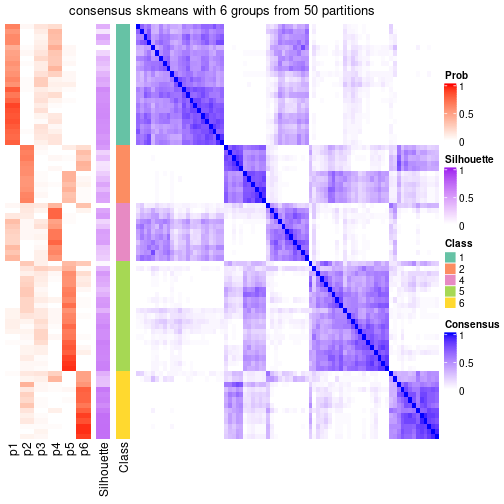 consensus skmeans with 6 groups from 50 partitions
Prob
1
0.5
0
Silhouette
1
0.5
0
Class
1
2
4
5
6
Consensus
1
0.5
0
p1
p2
p3
p4
p5
p6
Silhouette
Class